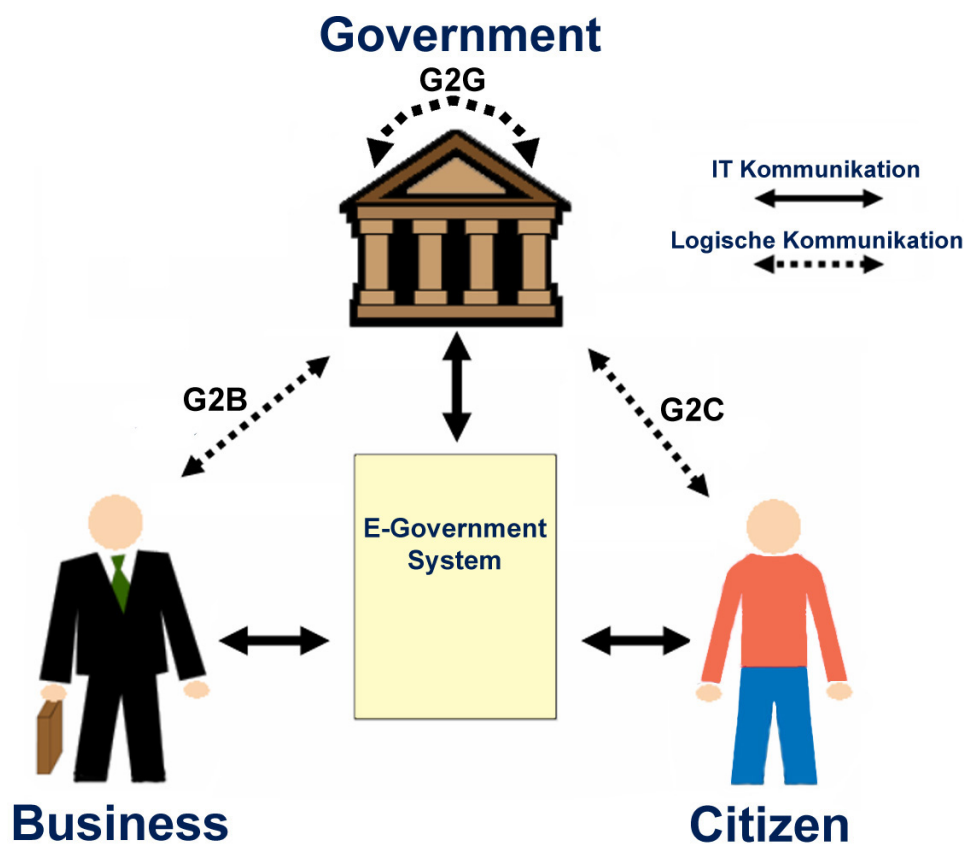 Government
G2G
IT Kommunikation
Logische Kommunikation
G2B
G2C
E-Government
System
Business
Citizen